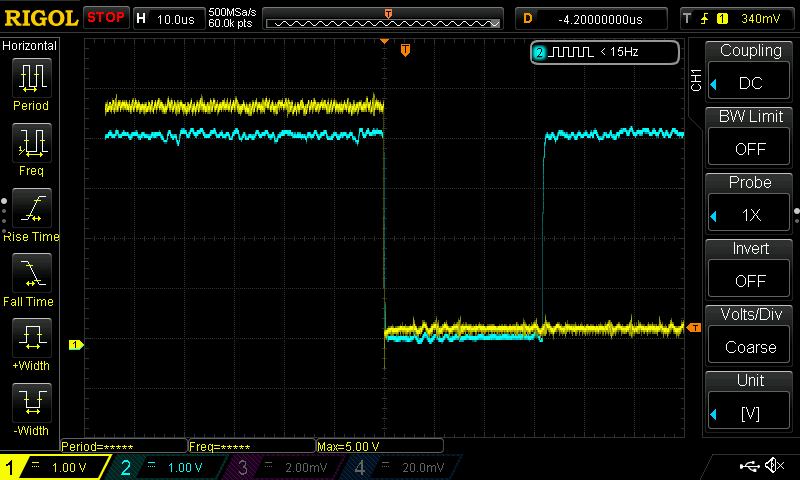 RIGOL STOP H 10.0us 500MSa/s 60.0k pts T D -4.20000000us T 1 340mV
Horizontal
Period
Freq
Rise Time
Fall Time
+Width
-Width
T
2 < 15Hz
1
T
CH1
Coupling
DC
BW Limit
OFF
Probe
1X
Invert
OFF
Volts/Div
Coarse
Unit
[V]
Period=***** Freq=***** Max=5.00 V
1 = 1.00 V 2 = 1.00 V 3 = 2.00mV 4 = 20.0mV